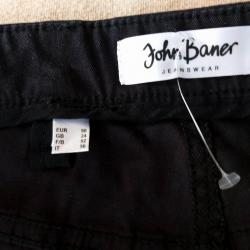 John Baner
JEANSWEAR
EUR 50
GB 24
F/B 52
IT 56